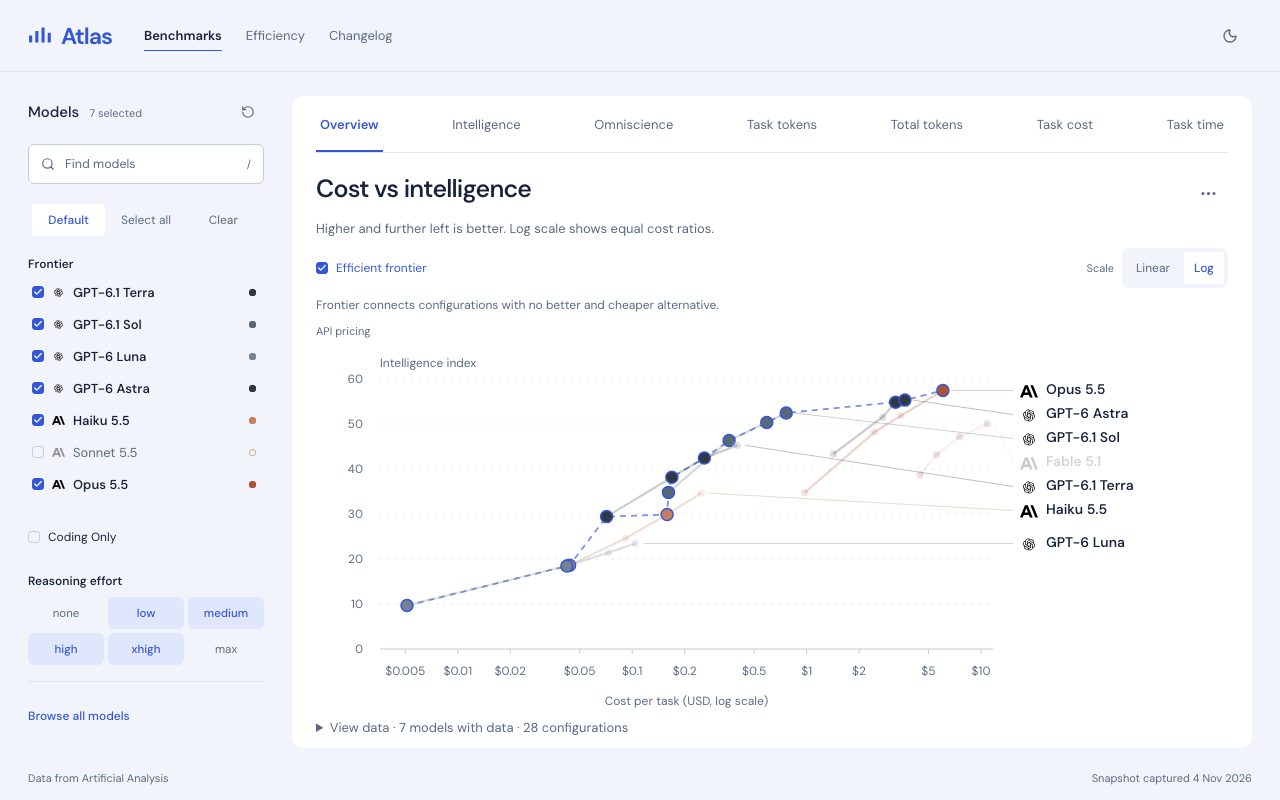 Atlas
Benchmarks Efficiency Changelog
Models 7 selected
Find models /
Default Select all Clear
Frontier
GPT-6.1 Terra
GPT-6.1 Sol
GPT-6 Luna
GPT-6 Astra
Haiku 5.5
Sonnet 5.5
Opus 5.5
Coding Only
Reasoning effort
none low medium
high xhigh max
Browse all models
Overview Intelligence Omniscience Task tokens Total tokens Task cost Task time
Cost vs intelligence
Higher and further left is better. Log scale shows equal cost ratios.
Efficient frontier
Scale Linear Log
Frontier connects configurations with no better and cheaper alternative.
API pricing
Intelligence index
60
50
40
30
20
10
0
Opus 5.5
GPT-6 Astra
GPT-6.1 Sol
Fable 5.1
GPT-6.1 Terra
Haiku 5.5
GPT-6 Luna
$0.005 $0.01 $0.02 $0.05 $0.1 $0.2 $0.5 $1 $2 $5 $10
Cost per task (USD, log scale)
View data · 7 models with data · 28 configurations
Data from Artificial Analysis
Snapshot captured 4 Nov 2026